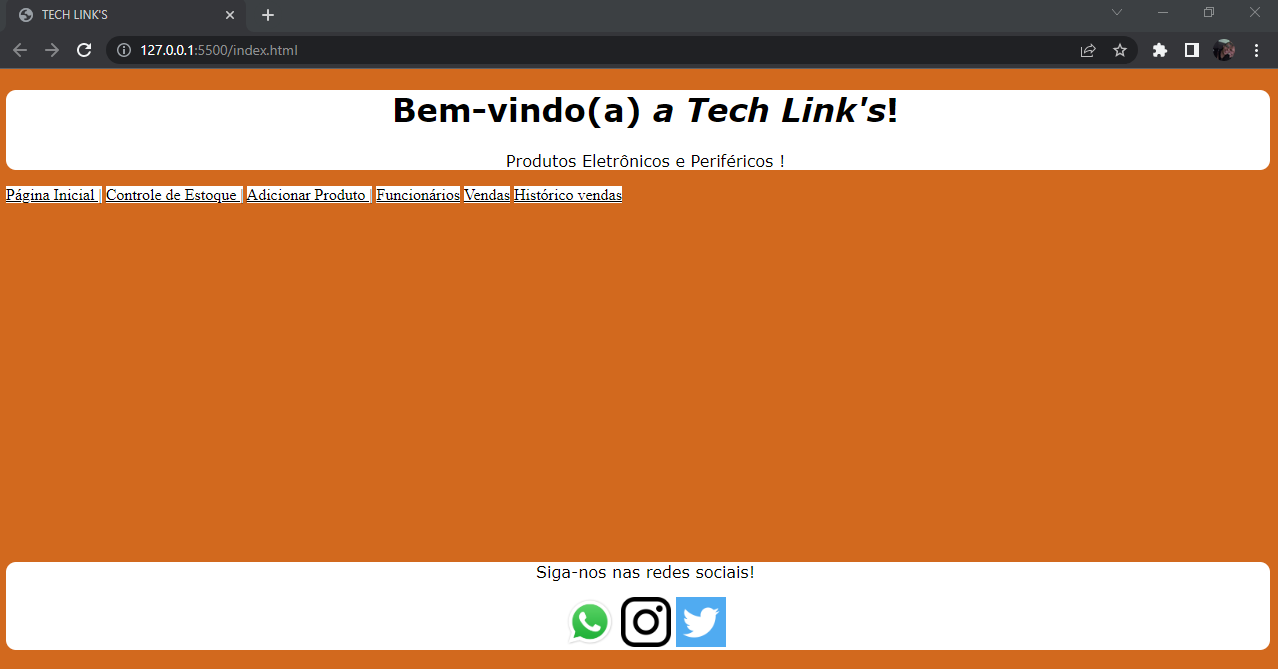 TECH LINK'S
127.0.0.1:5500/index.html
Bem-vindo(a) a Tech Link's!
Produtos Eletrônicos e Periféricos !
Página Inicial | Controle de Estoque | Adicionar Produto | Funcionários Vendas Histórico vendas
Siga-nos nas redes sociais!